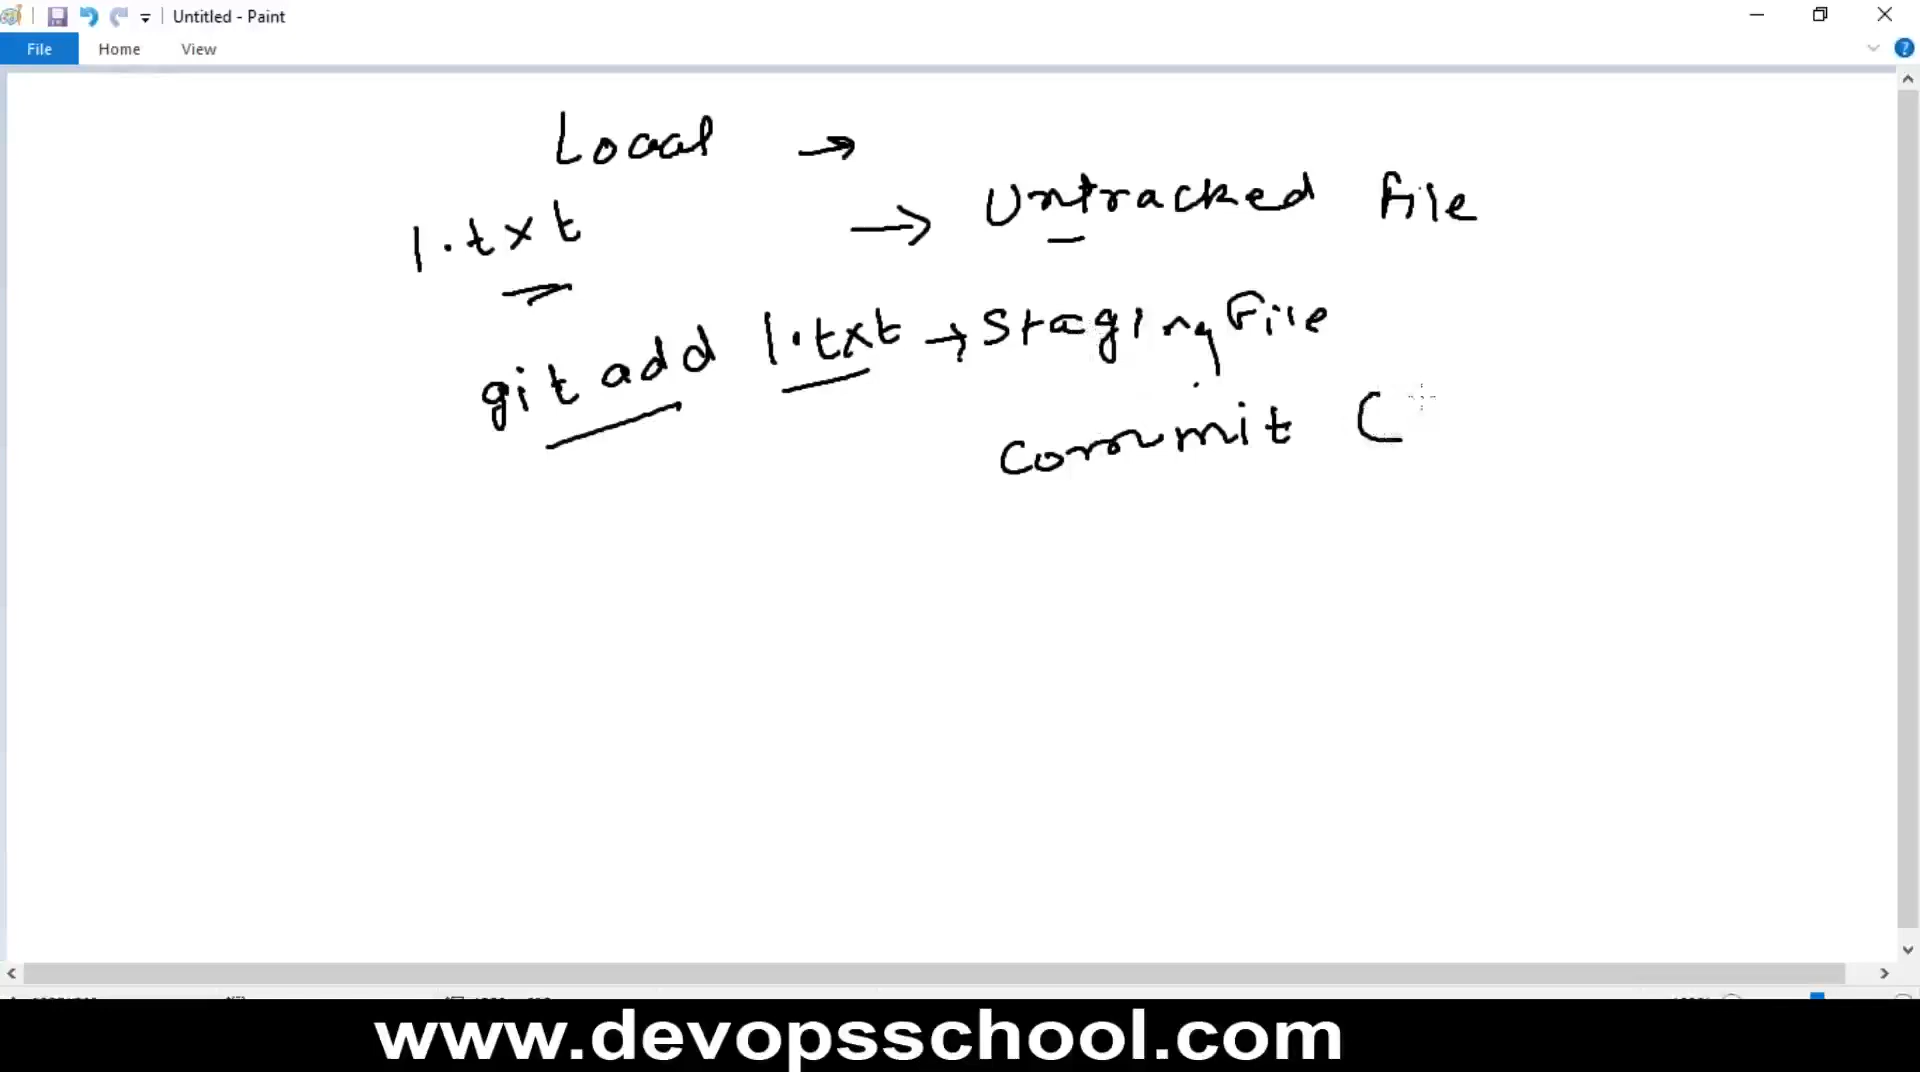 Untitled - Paint
File Home View
Local →
1.txt → Untracked File
git add 1.txt → Staging File
Commit (
www.devopsschool.com